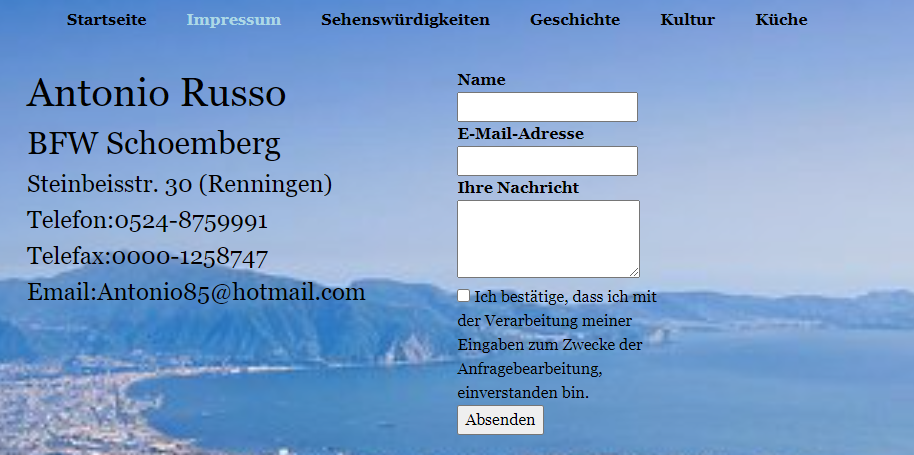 Startseite Impressum Sehenswürdigkeiten Geschichte Kultur Küche
Antonio Russo
BFW Schoemberg
Steinbeisstr. 30 (Renningen)
Telefon:0524-8759991
Telefax:0000-1258747
Email:Antonio85@hotmail.com
Name
E-Mail-Adresse
Ihre Nachricht
Ich bestätige, dass ich mit
der Verarbeitung meiner
Eingaben zum Zwecke der
Anfragebearbeitung,
einverstanden bin.
Absenden